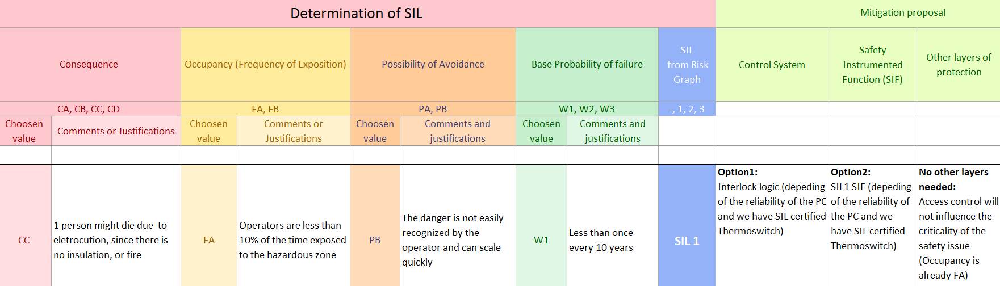 Determination of SIL
Mitigation proposal
Consequence
Occupancy (Frequency of Exposition)
Possibility of Avoidance
Base Probability of failure
SIL
from Risk
Graph
Control System
Safety
Instrumented
Function (SIF)
Other layers of
protection
CA, CB, CC, CD
FA, FB
PA, PB
W1, W2, W3
-, 1, 2, 3
Choosen
value
Comments or Justifications
Choosen
value
Comments or
Justifications
Choosen
value
Comments and
justifications
Choosen
value
Comments and
justifications
CC
1 person might die due to
eletrocution, since there is
no insulation, or fire
FA
Operators are less than
10% of the time exposed
to the hazardous zone
PB
The danger is not easily
recognized by the
operator and can scale
quickly
W1
Less than once
every 10 years
SIL 1
Option1:
Interlock logic (depeding
of the reliability of the PC
and we have SIL certified
Thermoswitch)
Option2:
SIL1 SIF (depeding
of the reliability of
the PC and we
have SIL certified
Thermoswitch)
No other layers
needed:
Access control will
not influence the
criticality of the
safety issue
(Occupancy is
already FA)